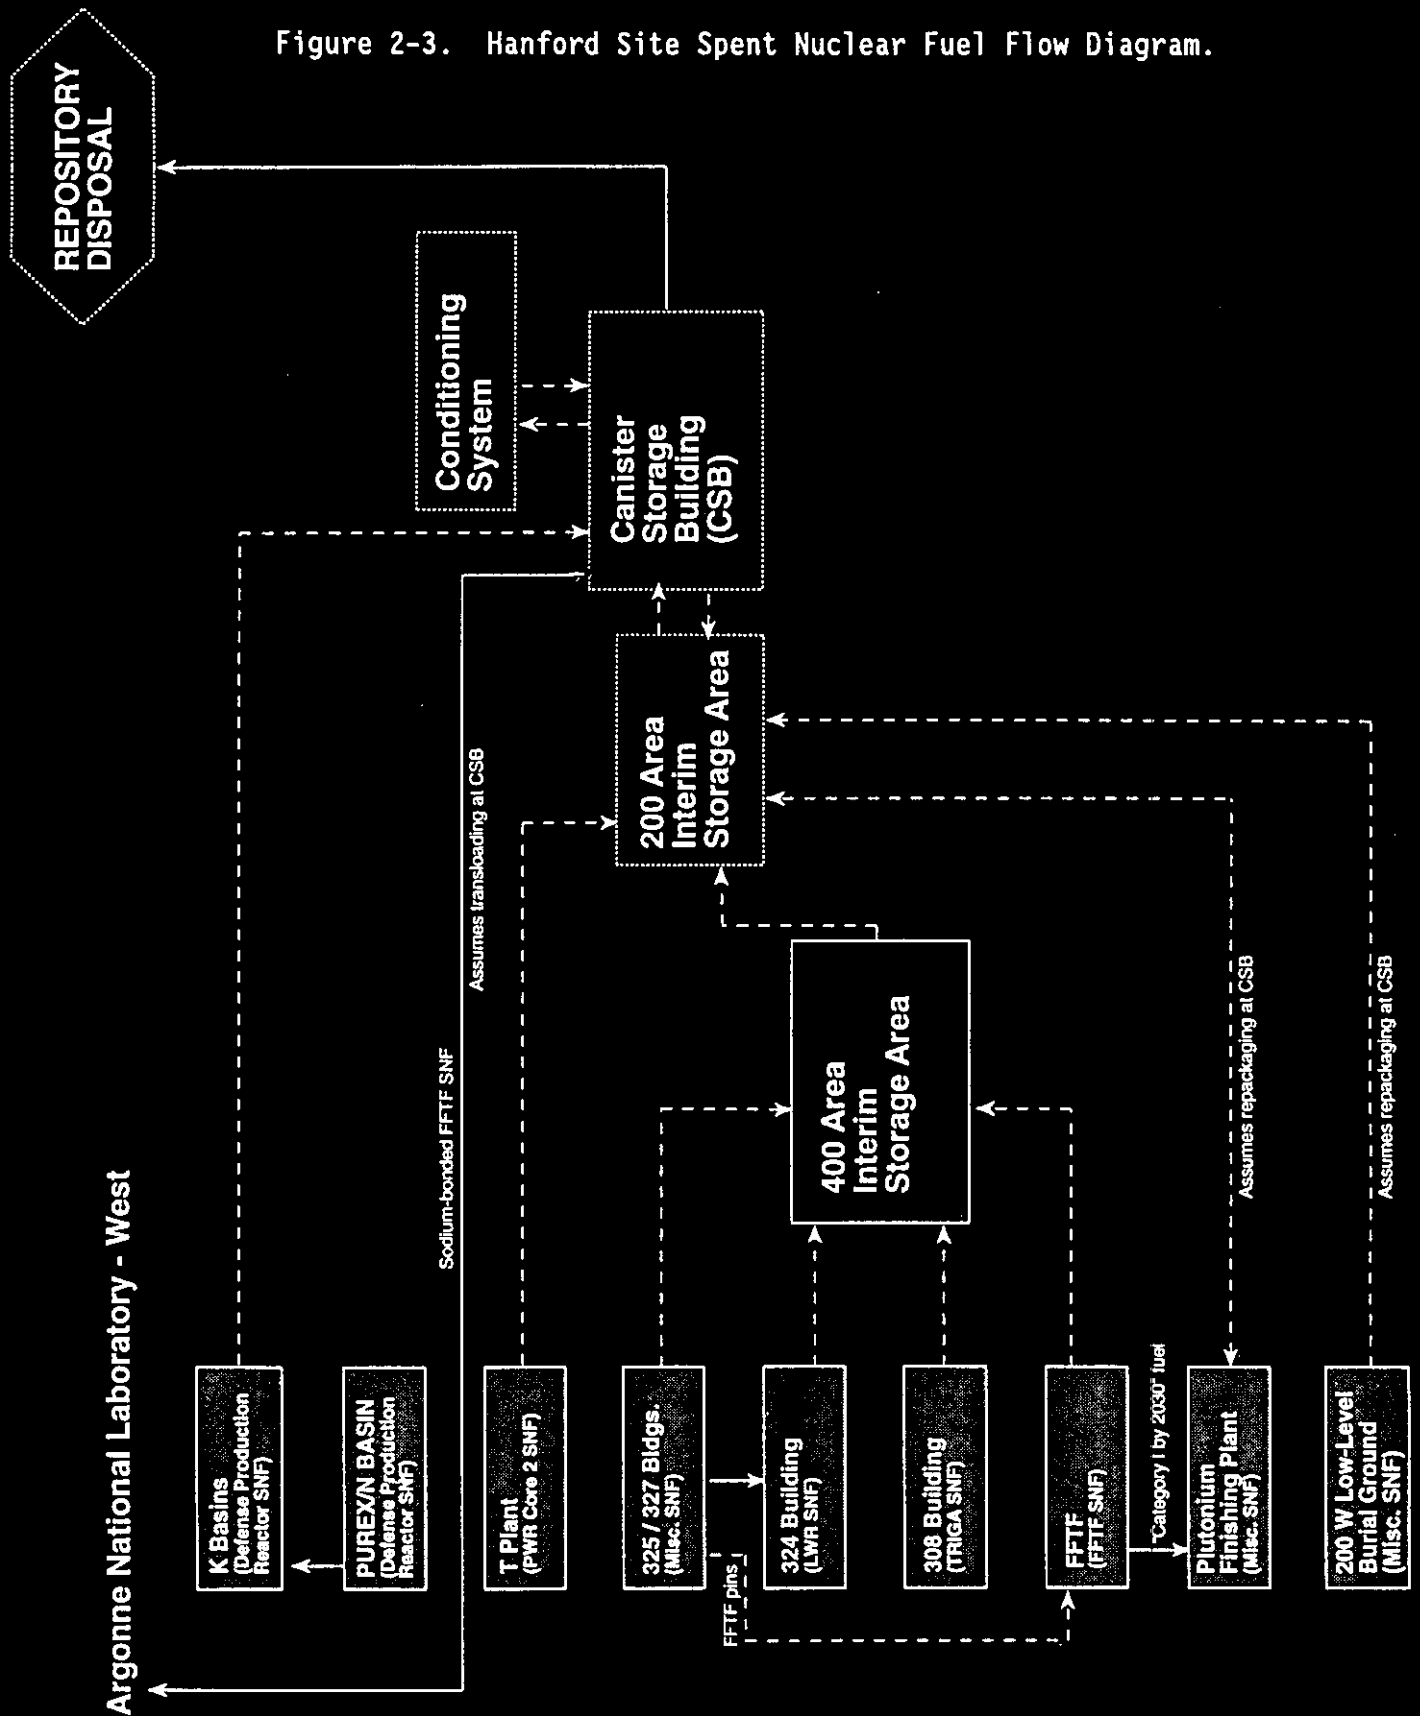 Figure 2-3. Hanford Site Spent Nuclear Fuel Flow Diagram.
Argonne National Laboratory - West
K Basins
(Defense Production
Reactor SNF)
PUREX/N BASIN
(Defense Production
Reactor SNF)
Sodium-bonded FFTF SNF
Assumes transloading at CSB
T Plant
(PWR Core 2 SNF)
325 / 327 Bldgs.
(Misc. SNF)
FFTF pins
324 Building
(LWR SNF)
308 Building
(TRIGA SNF)
FFTF
(FFTF SNF)
"Category I by 2030" fuel
Plutonium
Finishing Plant
(Misc. SNF)
Assumes repackaging at CSB
200 W Low-Level
Burial Ground
(Misc. SNF)
Assumes repackaging at CSB
400 Area
Interim
Storage Area
200 Area
Interim
Storage Area
Canister
Storage
Building
(CSB)
Conditioning
System
REPOSITORY
DISPOSAL